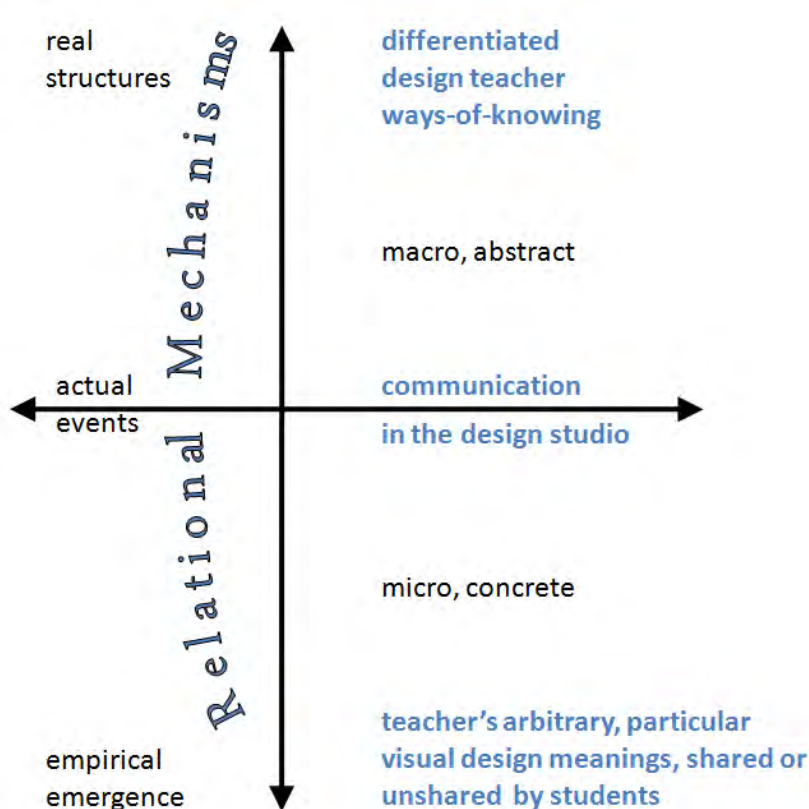 real
structures
differentiated
design teacher
ways-of-knowing
macro, abstract
Relational Mechanisms
actual
events
communication
in the design studio
micro, concrete
empirical
emergence
teacher’s arbitrary, particular
visual design meanings, shared or
unshared by students